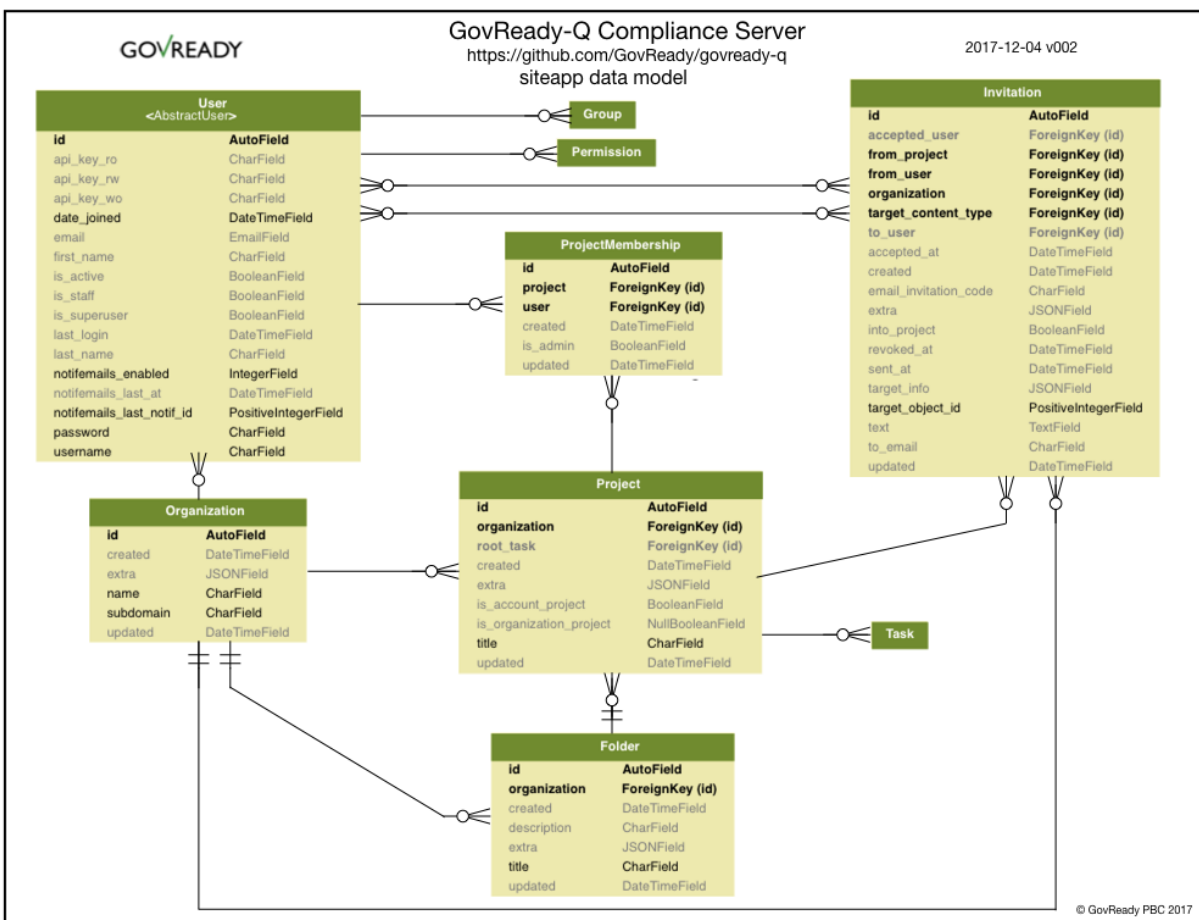 GOVREADY
GovReady-Q Compliance Server
https://github.com/GovReady/govready-q
siteapp data model
2017-12-04 v002
User
<AbstractUser>
id AutoField
api_key_ro CharField
api_key_rw CharField
api_key_wo CharField
date_joined DateTimeField
email EmailField
first_name CharField
is_active BooleanField
is_staff BooleanField
is_superuser BooleanField
last_login DateTimeField
last_name CharField
notifemails_enabled IntegerField
notifemails_last_at DateTimeField
notifemails_last_notif_id PositiveIntegerField
password CharField
username CharField
Group
Permission
Invitation
id AutoField
accepted_user ForeignKey (id)
from_project ForeignKey (id)
from_user ForeignKey (id)
organization ForeignKey (id)
target_content_type ForeignKey (id)
to_user ForeignKey (id)
accepted_at DateTimeField
created DateTimeField
email_invitation_code CharField
extra JSONField
into_project BooleanField
revoked_at DateTimeField
sent_at DateTimeField
target_info JSONField
target_object_id PositiveIntegerField
text TextField
to_email CharField
updated DateTimeField
ProjectMembership
id AutoField
project ForeignKey (id)
user ForeignKey (id)
created DateTimeField
is_admin BooleanField
updated DateTimeField
Organization
id AutoField
created DateTimeField
extra JSONField
name CharField
subdomain CharField
updated DateTimeField
Project
id AutoField
organization ForeignKey (id)
root_task ForeignKey (id)
created DateTimeField
extra JSONField
is_account_project BooleanField
is_organization_project NullBooleanField
title CharField
updated DateTimeField
Task
Folder
id AutoField
organization ForeignKey (id)
created DateTimeField
description CharField
extra JSONField
title CharField
updated DateTimeField
© GovReady PBC 2017